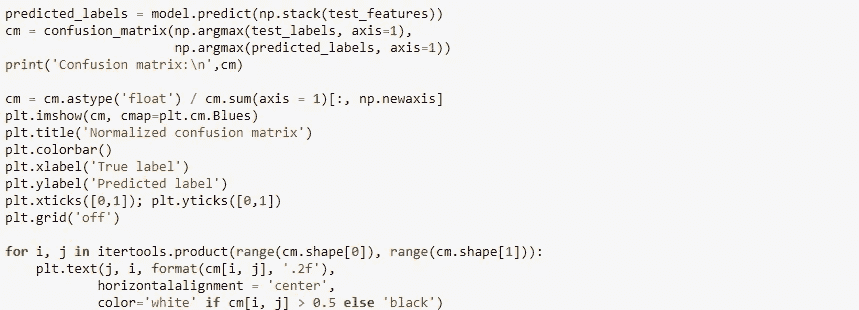 predicted_labels = model.predict(np.stack(test_features))
cm = confusion_matrix(np.argmax(test_labels, axis=1),
                      np.argmax(predicted_labels, axis=1))
print('Confusion matrix:\n',cm)

cm = cm.astype('float') / cm.sum(axis = 1)[:, np.newaxis]
plt.imshow(cm, cmap=plt.cm.Blues)
plt.title('Normalized confusion matrix')
plt.colorbar()
plt.xlabel('True label')
plt.ylabel('Predicted label')
plt.xticks([0,1]); plt.yticks([0,1])
plt.grid('off')

for i, j in itertools.product(range(cm.shape[0]), range(cm.shape[1])):
    plt.text(j, i, format(cm[i, j], '.2f'),
            horizontalalignment = 'center',
            color='white' if cm[i, j] > 0.5 else 'black')